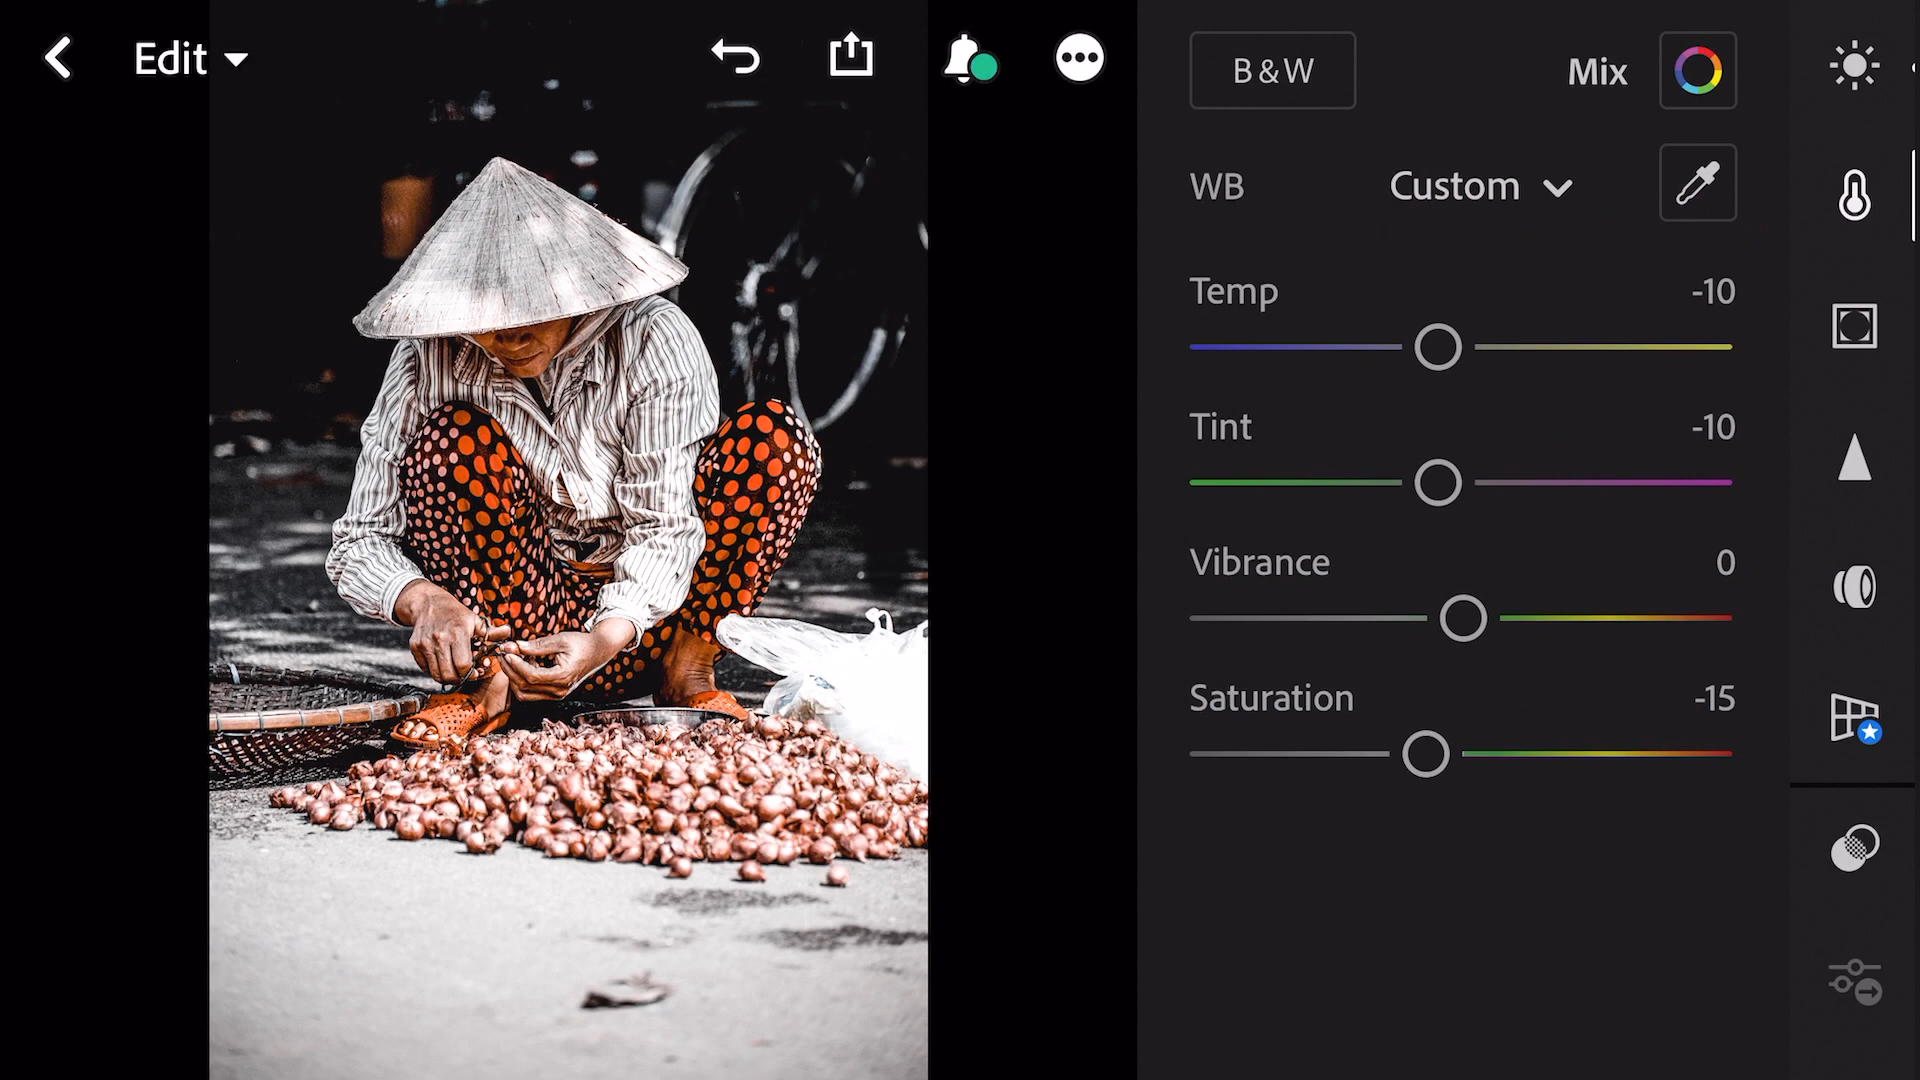 Edit
B&W Mix
WB Custom
Temp -10
Tint -10
Vibrance 0
Saturation -15